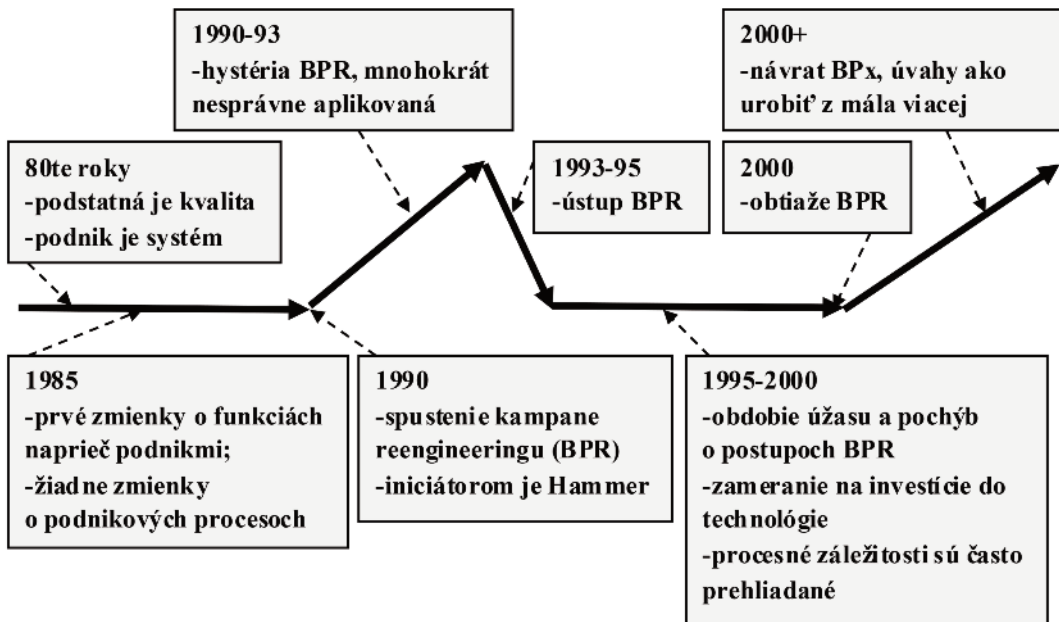 1990-93
-hystéria BPR, mnohokrát
nesprávne aplikovaná
2000+
-návrat BPx, úvahy ako
urobiť z mála viacej
80te roky
-podstatná je kvalita
-podnik je systém
1993-95
-ústup BPR
2000
-obtiaže BPR
1985
-prvé zmienky o funkciách
naprieč podnikmi;
-žiadne zmienky
o podnikových procesoch
1990
-spustenie kampane
reengineeringu (BPR)
-iniciátorom je Hammer
1995-2000
-obdobie úžasu a pochýb
o postupoch BPR
-zameranie na investície do
technológie
-procesné záležitosti sú často
prehliadané